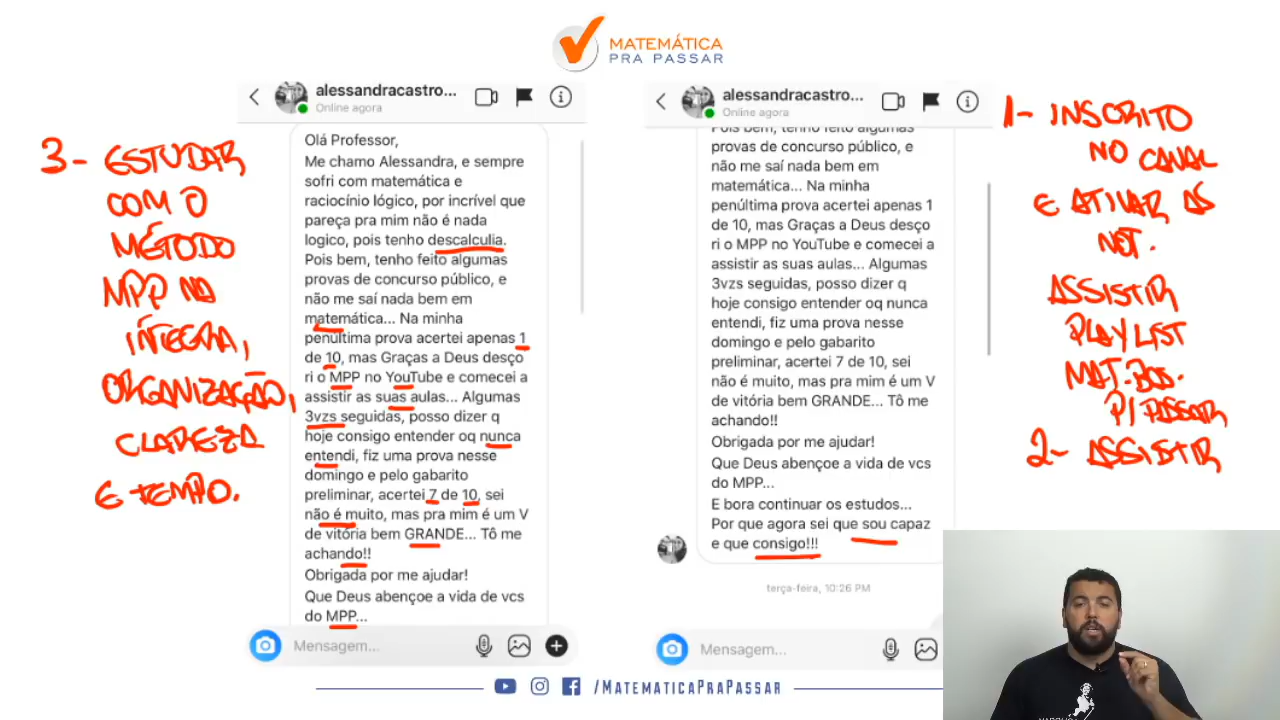 MATEMÁTICA
PRA PASSAR
3- ESTUDAR
COM O
MÉTODO
MPP NA
ÍNTEGRA,
ORGANIZAÇÃO,
CLAREZA
E TEMPO.
alessandracastro...
Online agora
Olá Professor,
Me chamo Alessandra, e sempre
sofri com matemática e
raciocínio lógico, por incrível que
pareça pra mim não é nada
logico, pois tenho descalculia.
Pois bem, tenho feito algumas
provas de concurso público, e
não me saí nada bem em
matemática... Na minha
penúltima prova acertei apenas 1
de 10, mas Graças a Deus desço
ri o MPP no YouTube e comecei a
assistir as suas aulas... Algumas
3vzs seguidas, posso dizer q
hoje consigo entender oq nunca
entendi, fiz uma prova nesse
domingo e pelo gabarito
preliminar, acertei 7 de 10, sei
não é muito, mas pra mim é um V
de vitória bem GRANDE... Tô me
achando!!
Obrigada por me ajudar!
Que Deus abençoe a vida de vcs
do MPP...
Mensagem...
alessandracastro...
Online agora
Pois bem, tenho feito algumas
provas de concurso público, e
não me saí nada bem em
matemática... Na minha
penúltima prova acertei apenas 1
de 10, mas Graças a Deus desço
ri o MPP no YouTube e comecei a
assistir as suas aulas... Algumas
3vzs seguidas, posso dizer q
hoje consigo entender oq nunca
entendi, fiz uma prova nesse
domingo e pelo gabarito
preliminar, acertei 7 de 10, sei
não é muito, mas pra mim é um V
de vitória bem GRANDE... Tô me
achando!!
Obrigada por me ajudar!
Que Deus abençoe a vida de vcs
do MPP...
E bora continuar os estudos...
Por que agora sei que sou capaz
e que consigo!!!
terça-feira, 10:26 PM
Mensagem...
1- INSCRITO
NO CANAL
E ATIVAR AS
NOT.
ASSISTIR
PLAYLIST
MAT. BÁS.
P/ PASSAR
2- ASSISTIR
/MATEMATICAPRAPASSAR